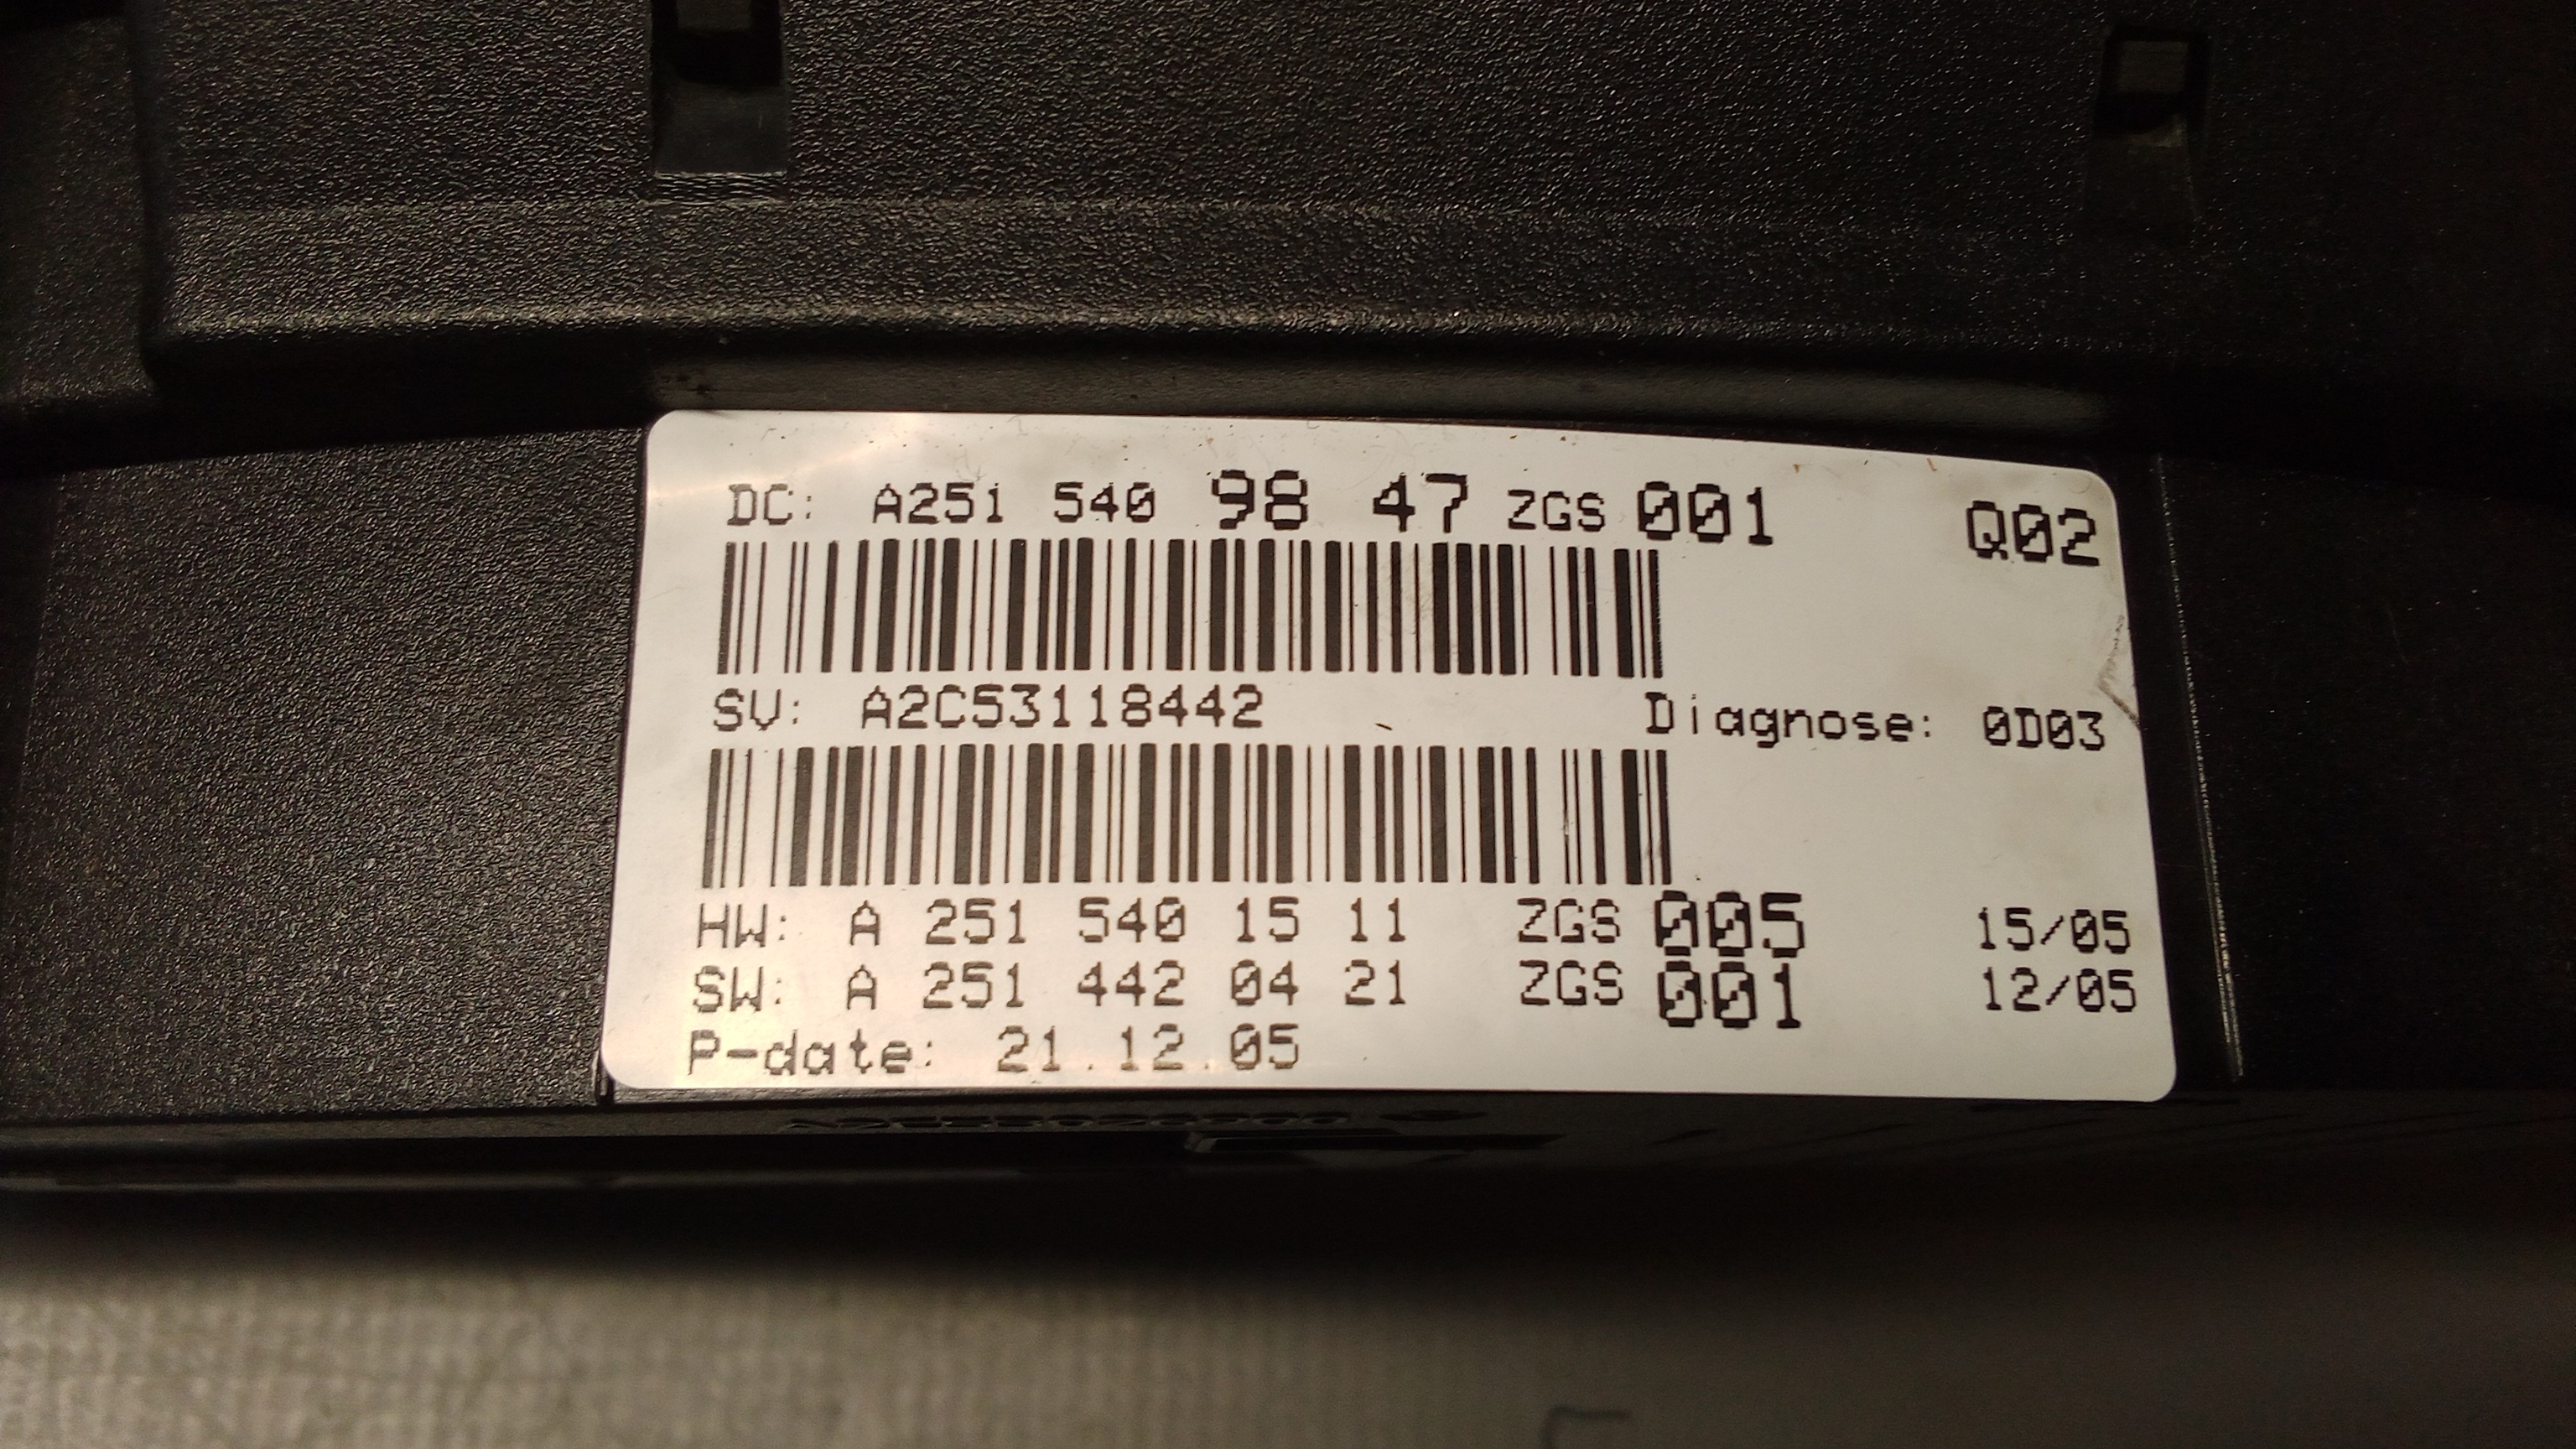 DC: A251 540 98 47 ZGS 001 Q02
SV: A2C53118442 Diagnose: 0D03
HW: A 251 540 15 11 ZGS 005 15/05
SW: A 251 442 04 21 ZGS 001 12/05
P-date: 21.12.05